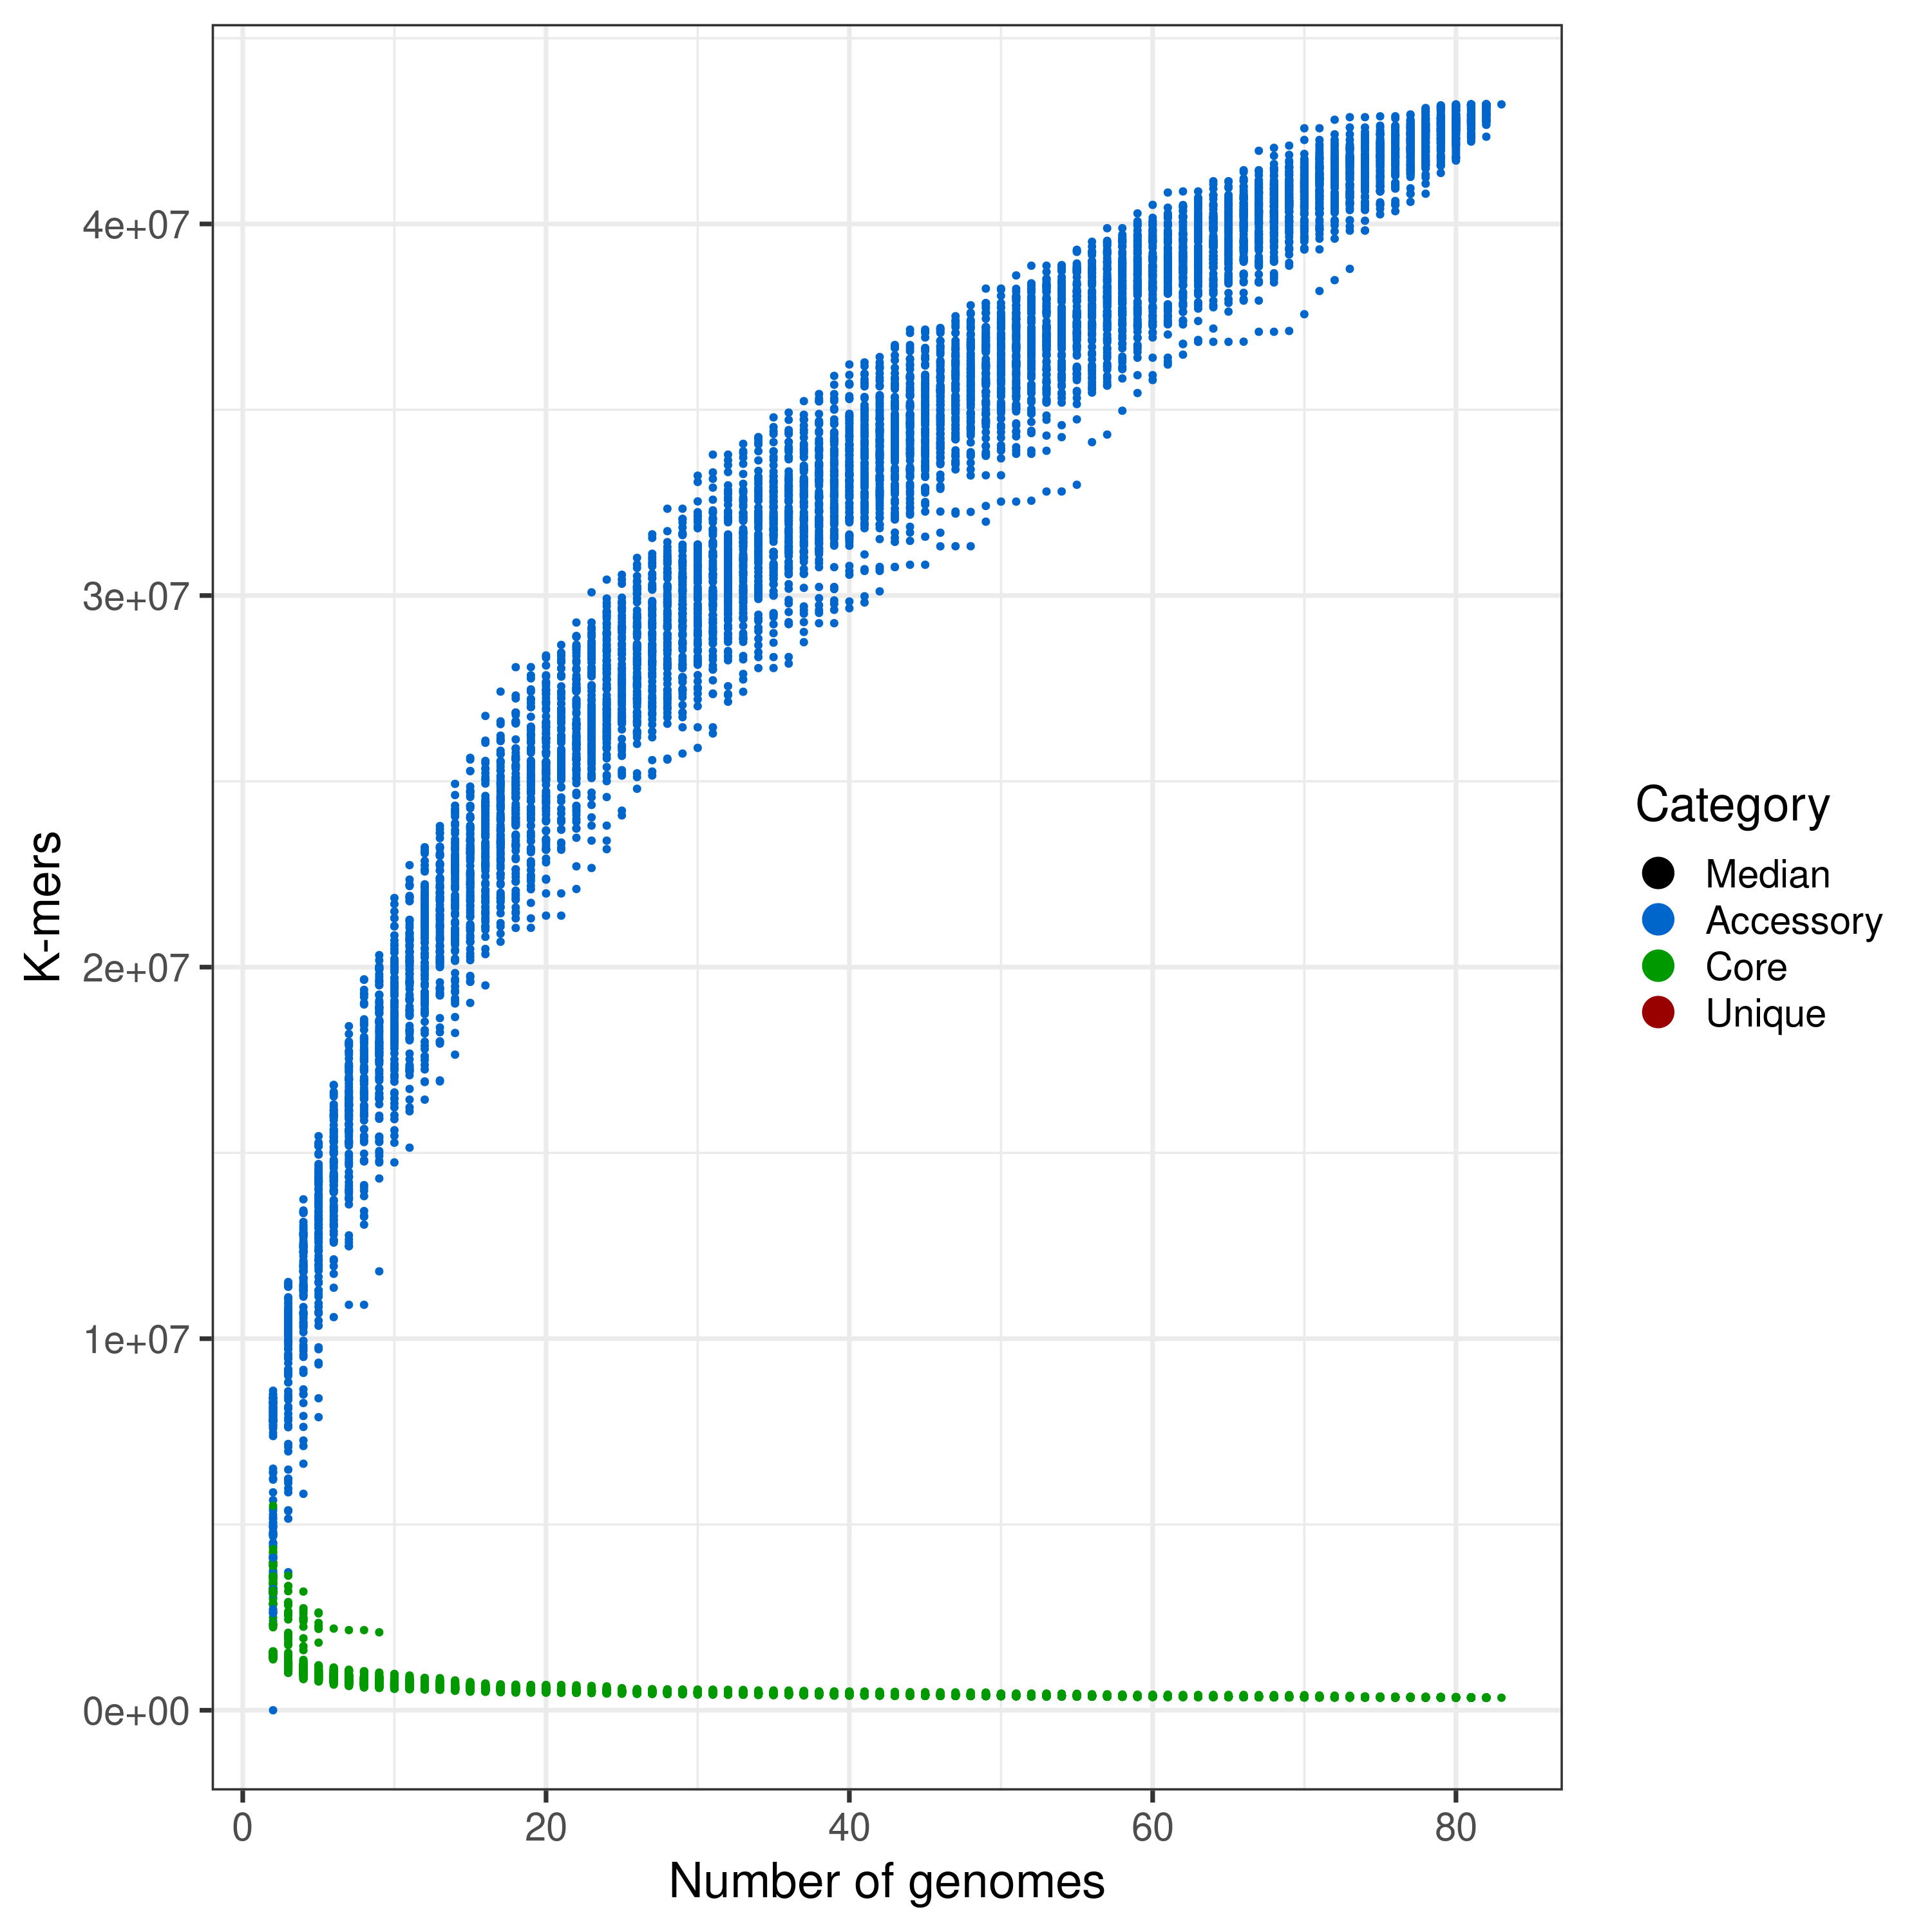 K-mers
4e+07
3e+07
2e+07
1e+07
0e+00
0
20
40
60
80
Number of genomes
Category
Median
Accessory
Core
Unique